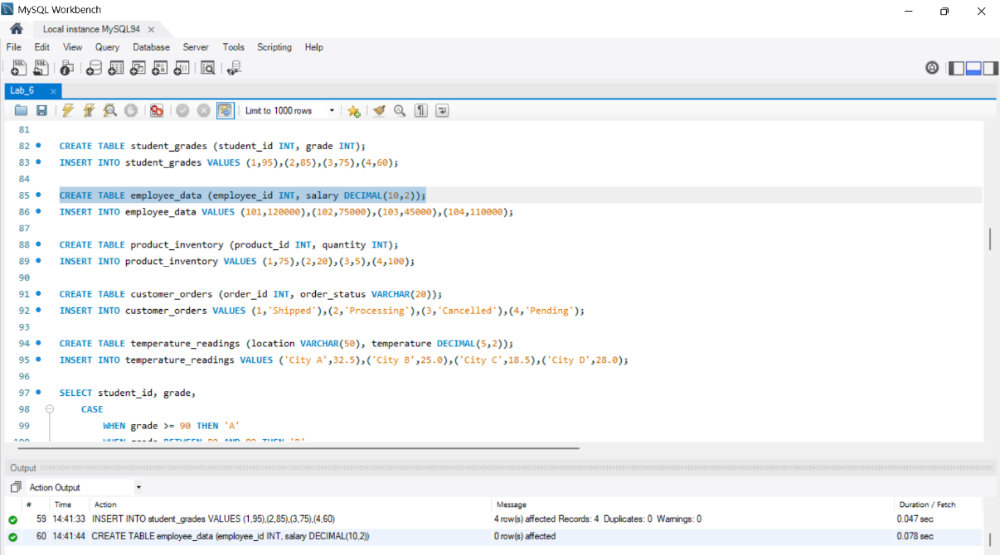 MySQL Workbench
Local instance MySQL94
File Edit View Query Database Server Tools Scripting Help
Lab_6
Limit to 1000 rows
81
82 CREATE TABLE student_grades (student_id INT, grade INT);
83 INSERT INTO student_grades VALUES (1,95),(2,85),(3,75),(4,60);
84
85 CREATE TABLE employee_data (employee_id INT, salary DECIMAL(10,2));
86 INSERT INTO employee_data VALUES (101,120000),(102,75000),(103,45000),(104,110000);
87
88 CREATE TABLE product_inventory (product_id INT, quantity INT);
89 INSERT INTO product_inventory VALUES (1,75),(2,20),(3,5),(4,100);
90
91 CREATE TABLE customer_orders (order_id INT, order_status VARCHAR(20));
92 INSERT INTO customer_orders VALUES (1,'Shipped'),(2,'Processing'),(3,'Cancelled'),(4,'Pending');
93
94 CREATE TABLE temperature_readings (location VARCHAR(50), temperature DECIMAL(5,2));
95 INSERT INTO temperature_readings VALUES ('City A',32.5),('City B',25.0),('City C',18.5),('City D',28.0);
96
97 SELECT student_id, grade,
98 CASE
99 WHEN grade >= 90 THEN 'A'
100 WHEN grade BETWEEN 80 AND 89 THEN 'B'
Output
Action Output
# Time Action Message Duration / Fetch
59 14:41:33 INSERT INTO student_grades VALUES (1,95),(2,85),(3,75),(4,60) 4 row(s) affected Records: 4 Duplicates: 0 Warnings: 0 0.047 sec
60 14:41:44 CREATE TABLE employee_data (employee_id INT, salary DECIMAL(10,2)) 0 row(s) affected 0.078 sec